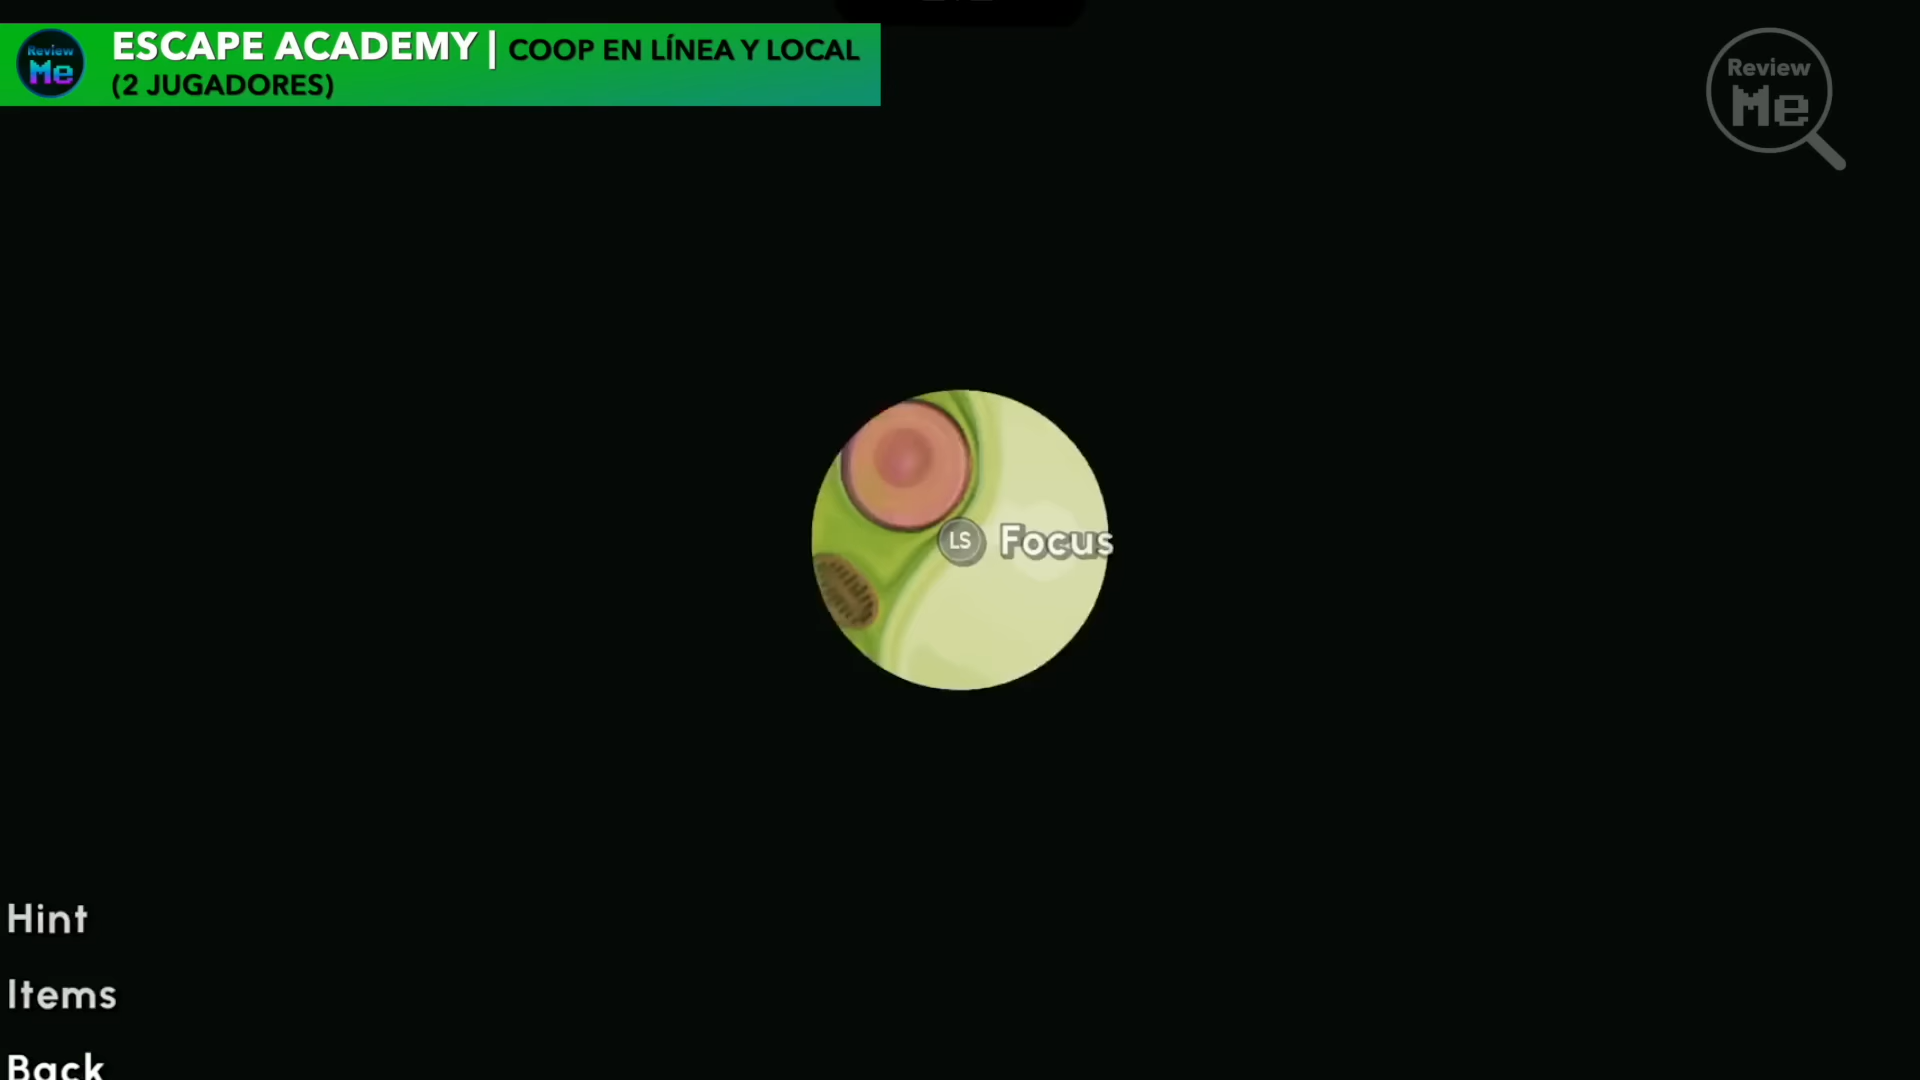 Review
Me
ESCAPE ACADEMY | COOP EN LÍNEA Y LOCAL
(2 JUGADORES)
Review
Me
LS Focus
Hint
Items
Back